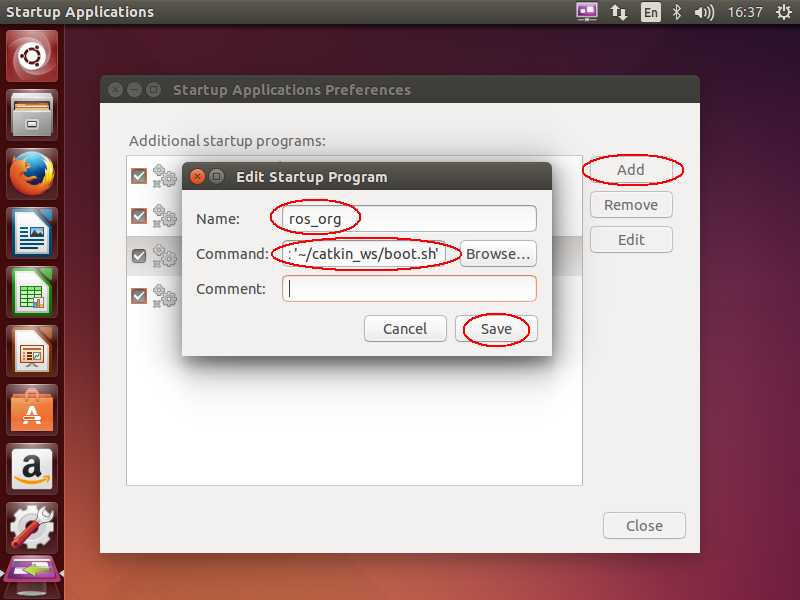 Startup Applications
En
16:37
Startup Applications Preferences
Additional startup programs:
Add
Edit Startup Program
Name: ros_org
Remove
Command: : '~/catkin_ws/boot.sh' Browse...
Edit
Comment:
Cancel Save
a
Close